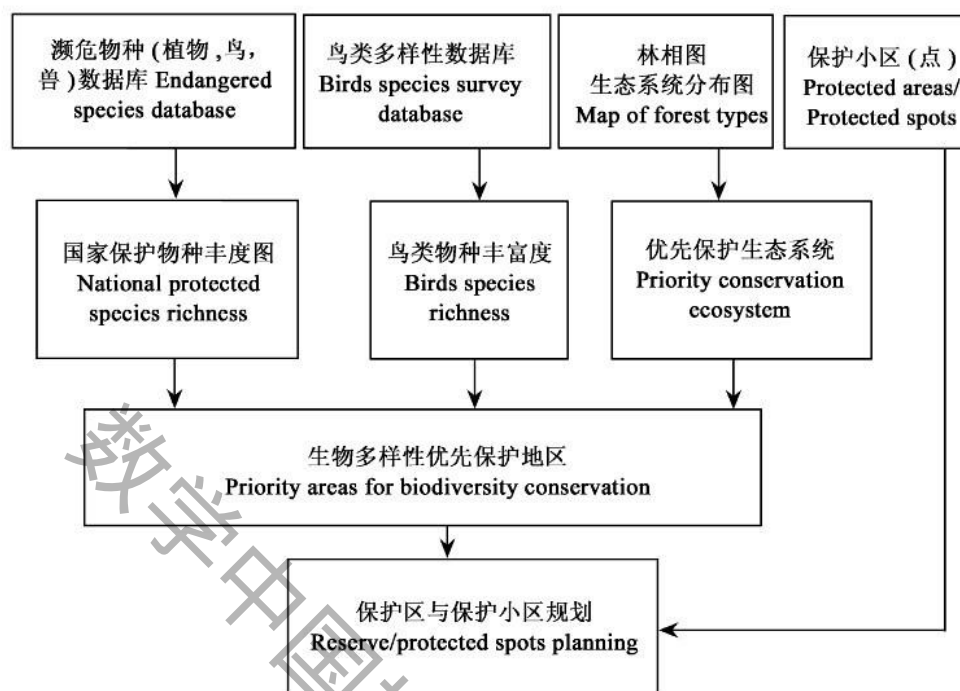 濒危物种 (植物 ,鸟,
兽 )数据库 Endangered
species database
鸟类多样性数据库
Birds species survey
database
林相图
生态系统分布图
Map of forest types
保护小区 (点 )
Protected areas/
Protected spots
国家保护物种丰度图
National protected
species richness
鸟类物种丰富度
Birds species
richness
优先保护生态系统
Priority conservation
ecosystem
生物多样性优先保护地区
Priority areas for biodiversity conservation
保护区与保护小区规划
Reserve/protected spots planning
数学中国